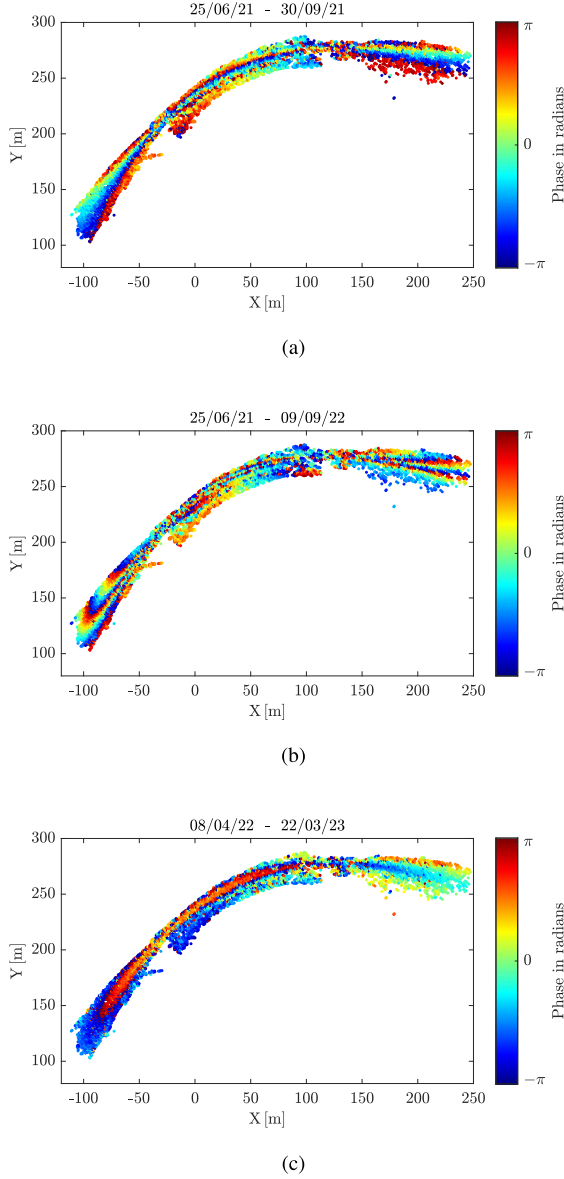 25/06/21 - 30/09/21
300
250
200
150
100
Y [m]
-100 -50 0 50 100 150 200 250
X [m]
π
0
−π
Phase in radians
(a)
25/06/21 - 09/09/22
300
250
200
150
100
Y [m]
-100 -50 0 50 100 150 200 250
X [m]
π
0
−π
Phase in radians
(b)
08/04/22 - 22/03/23
300
250
200
150
100
Y [m]
-100 -50 0 50 100 150 200 250
X [m]
π
0
−π
Phase in radians
(c)